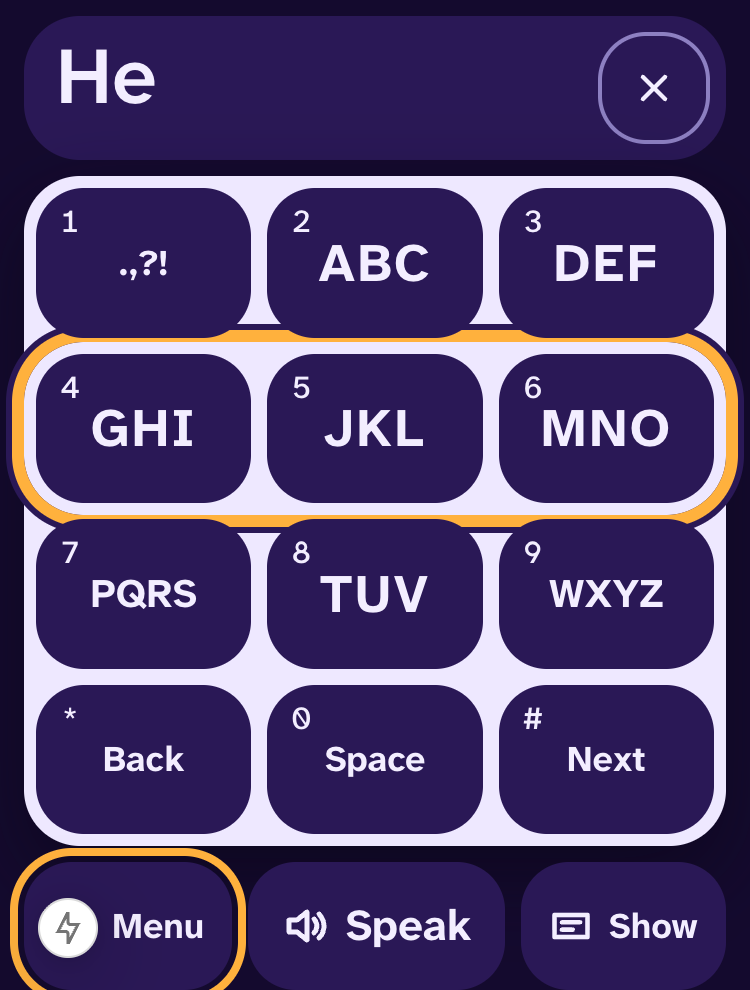 He
1 2 3
.,?! ABC DEF
4 5 6
GHI JKL MNO
7 8 9
PQRS TUV WXYZ
* 0 #
Back Space Next
Menu Speak Show